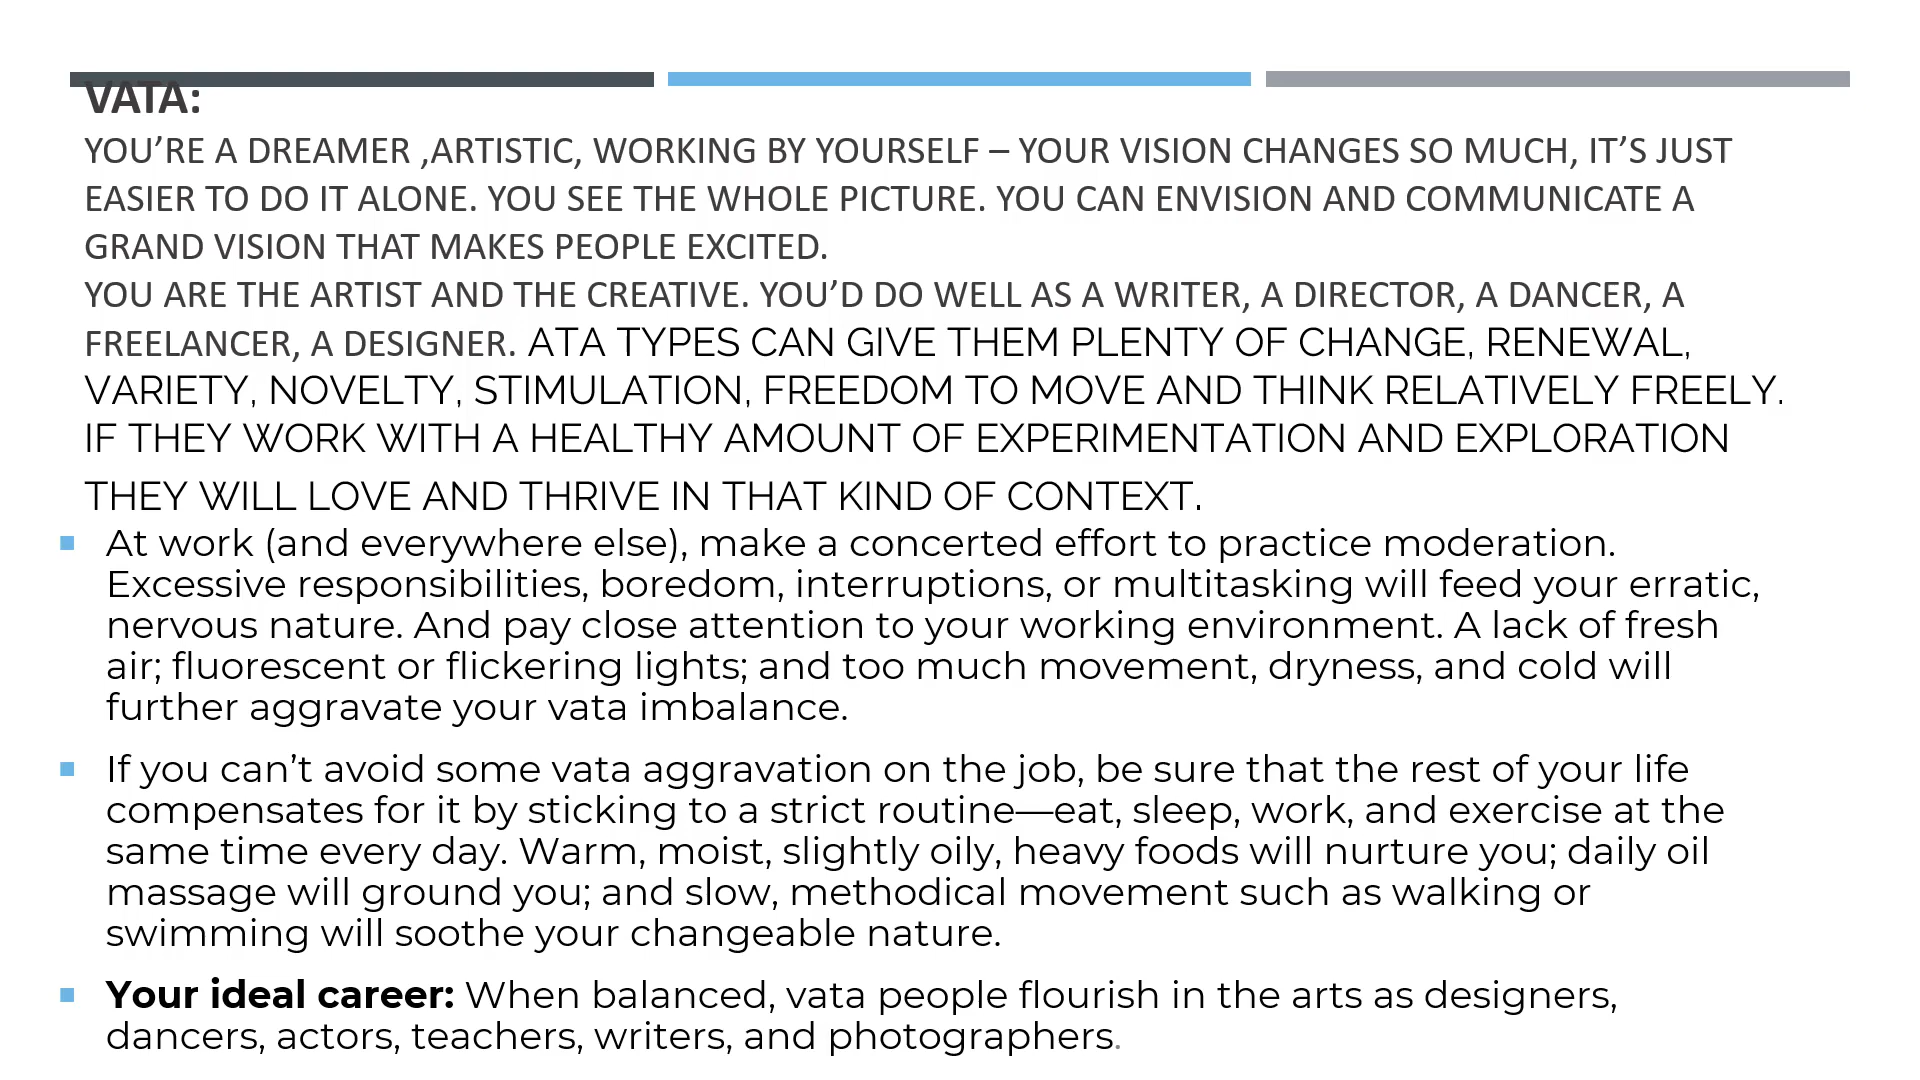 VATA:
YOU’RE A DREAMER ,ARTISTIC, WORKING BY YOURSELF – YOUR VISION CHANGES SO MUCH, IT’S JUST
EASIER TO DO IT ALONE. YOU SEE THE WHOLE PICTURE. YOU CAN ENVISION AND COMMUNICATE A
GRAND VISION THAT MAKES PEOPLE EXCITED.
YOU ARE THE ARTIST AND THE CREATIVE. YOU’D DO WELL AS A WRITER, A DIRECTOR, A DANCER, A
FREELANCER, A DESIGNER. ATA TYPES CAN GIVE THEM PLENTY OF CHANGE, RENEWAL,
VARIETY, NOVELTY, STIMULATION, FREEDOM TO MOVE AND THINK RELATIVELY FREELY.
IF THEY WORK WITH A HEALTHY AMOUNT OF EXPERIMENTATION AND EXPLORATION
THEY WILL LOVE AND THRIVE IN THAT KIND OF CONTEXT.
At work (and everywhere else), make a concerted effort to practice moderation.
Excessive responsibilities, boredom, interruptions, or multitasking will feed your erratic,
nervous nature. And pay close attention to your working environment. A lack of fresh
air; fluorescent or flickering lights; and too much movement, dryness, and cold will
further aggravate your vata imbalance.
If you can’t avoid some vata aggravation on the job, be sure that the rest of your life
compensates for it by sticking to a strict routine—eat, sleep, work, and exercise at the
same time every day. Warm, moist, slightly oily, heavy foods will nurture you; daily oil
massage will ground you; and slow, methodical movement such as walking or
swimming will soothe your changeable nature.
Your ideal career: When balanced, vata people flourish in the arts as designers,
dancers, actors, teachers, writers, and photographers.